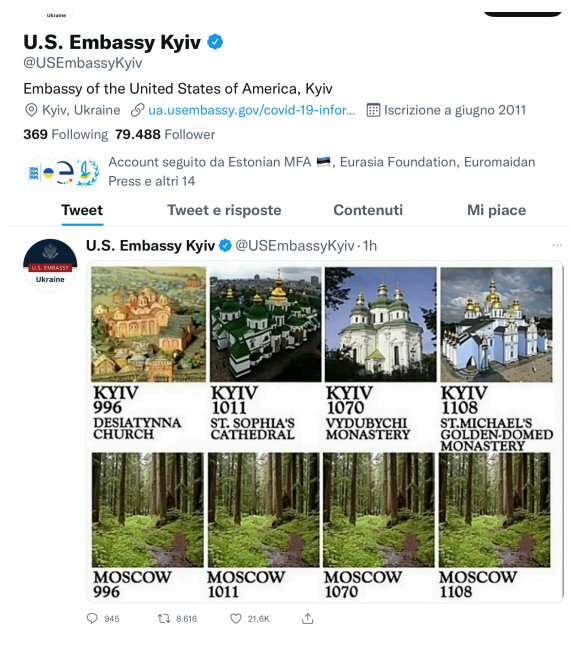 Ukraine
U.S. Embassy Kyiv
@USEmbassyKyiv
Embassy of the United States of America, Kyiv
Kyiv, Ukraine ua.usembassy.gov/covid-19-infor... Iscrizione a giugno 2011
369 Following 79.488 Follower
Account seguito da Estonian MFA , Eurasia Foundation, Euromaidan
Press e altri 14
Tweet Tweet e risposte Contenuti Mi piace
U.S. Embassy Kyiv @USEmbassyKyiv · 1h
U.S. EMBASSY
Ukraine
KYIV KYIV KYIV KYIV
996 1011 1070 1108
DESIATYNNA ST. SOPHIA'S VYDUBYCHI ST.MICHAEL'S
CHURCH CATHEDRAL MONASTERY GOLDEN-DOMED
MONASTERY
MOSCOW MOSCOW MOSCOW MOSCOW
996 1011 1070 1108
945 8.616 21,6K